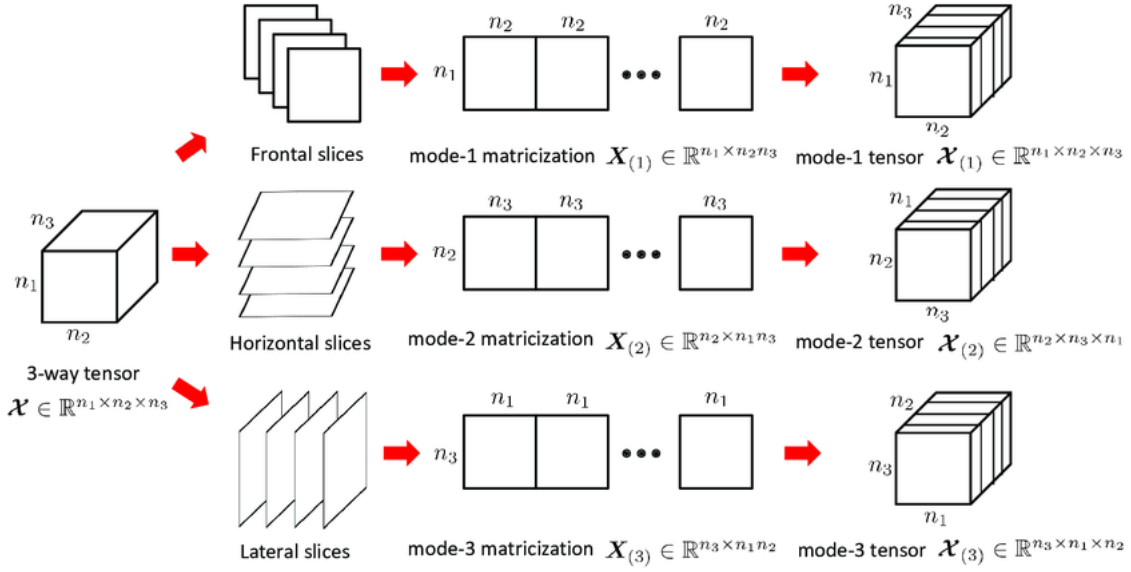 n₂ n₂ n₂ n₃
n₁ ••• n₁
n₂
Frontal slices mode-1 matricization X₍₁₎ ∈ ℝ^{n₁×n₂n₃} mode-1 tensor 𝓧₍₁₎ ∈ ℝ^{n₁×n₂×n₃}
n₃ n₃ n₃ n₃ n₁
n₁ n₂ ••• n₂
n₂ n₃
Horizontal slices mode-2 matricization X₍₂₎ ∈ ℝ^{n₂×n₁n₃} mode-2 tensor 𝓧₍₂₎ ∈ ℝ^{n₂×n₃×n₁}
3-way tensor
𝓧 ∈ ℝ^{n₁×n₂×n₃}
n₁ n₁ n₁ n₂
n₃ ••• n₃
n₁
Lateral slices mode-3 matricization X₍₃₎ ∈ ℝ^{n₃×n₁n₂} mode-3 tensor 𝓧₍₃₎ ∈ ℝ^{n₃×n₁×n₂}